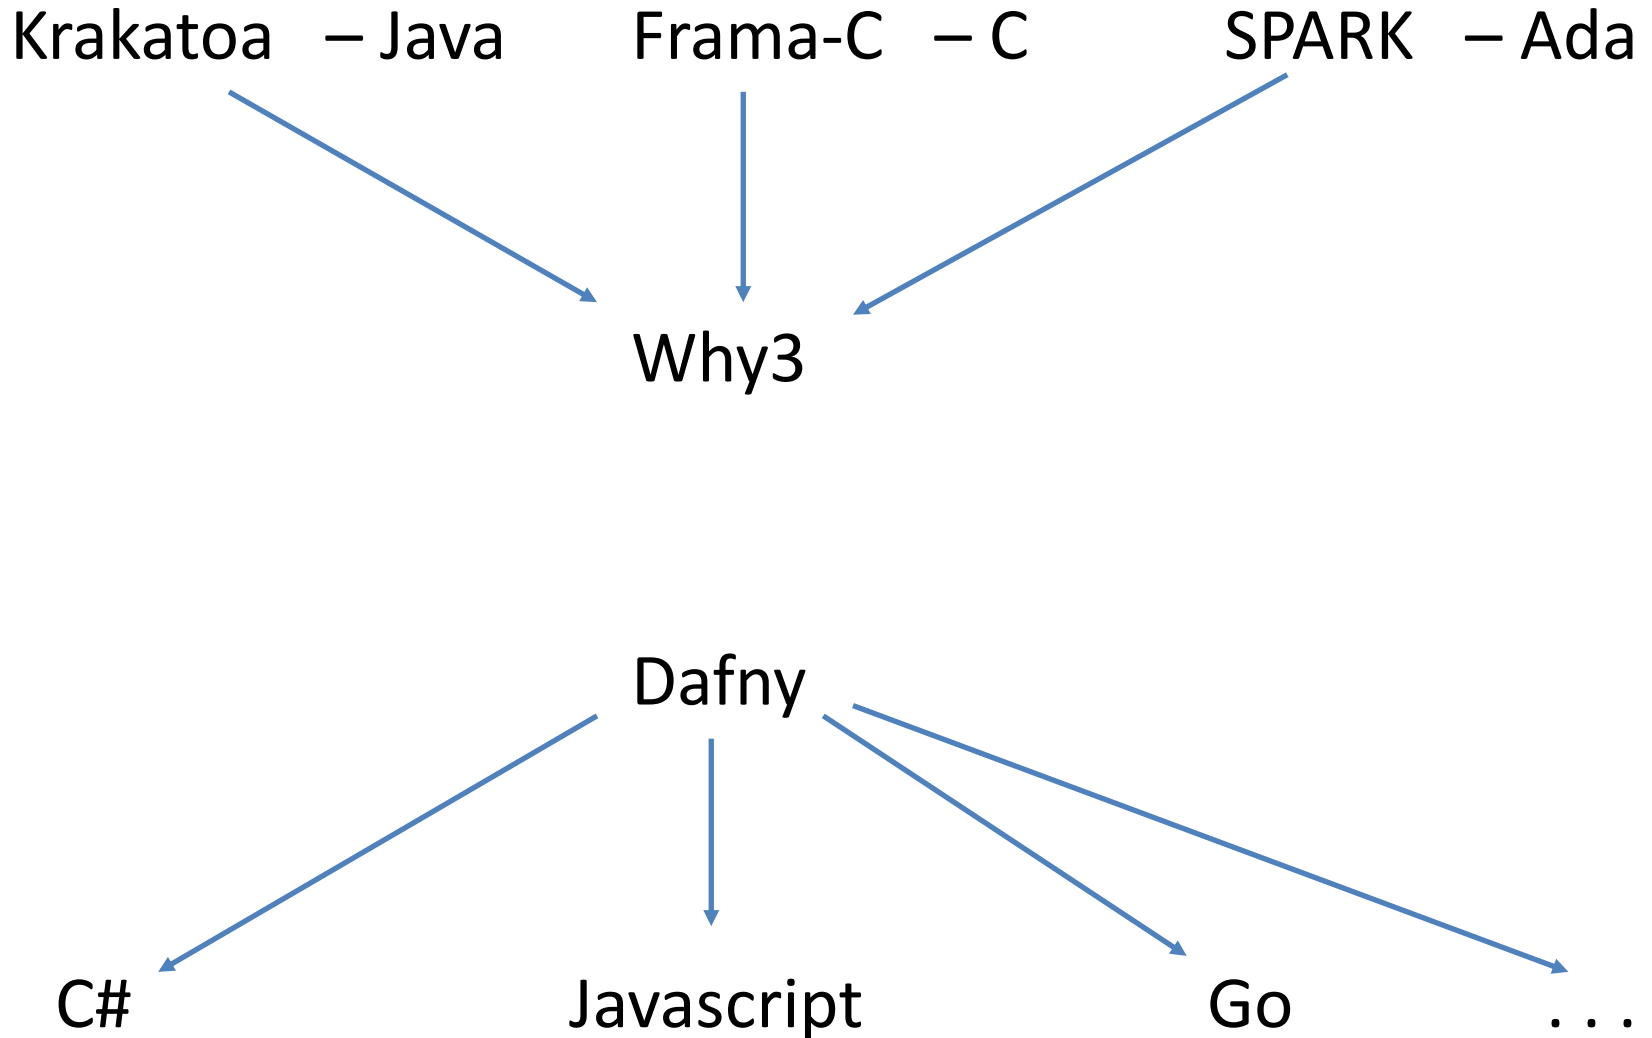 Krakatoa – Java Frama-C – C SPARK – Ada
Why3
Dafny
C# Javascript Go . . .